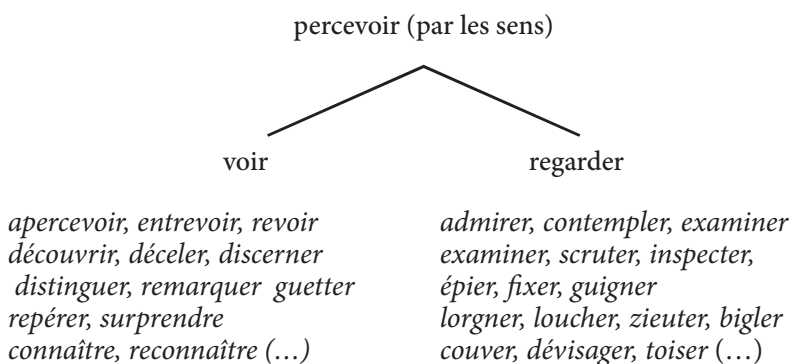 percevoir (par les sens)
voir
regarder
apercevoir, entrevoir, revoir
découvrir, déceler, discerner
distinguer, remarquer guetter
repérer, surprendre
connaître, reconnaître (…)
admirer, contempler, examiner
examiner, scruter, inspecter,
épier, fixer, guigner
lorgner, loucher, zieuter, bigler
couver, dévisager, toiser (…)